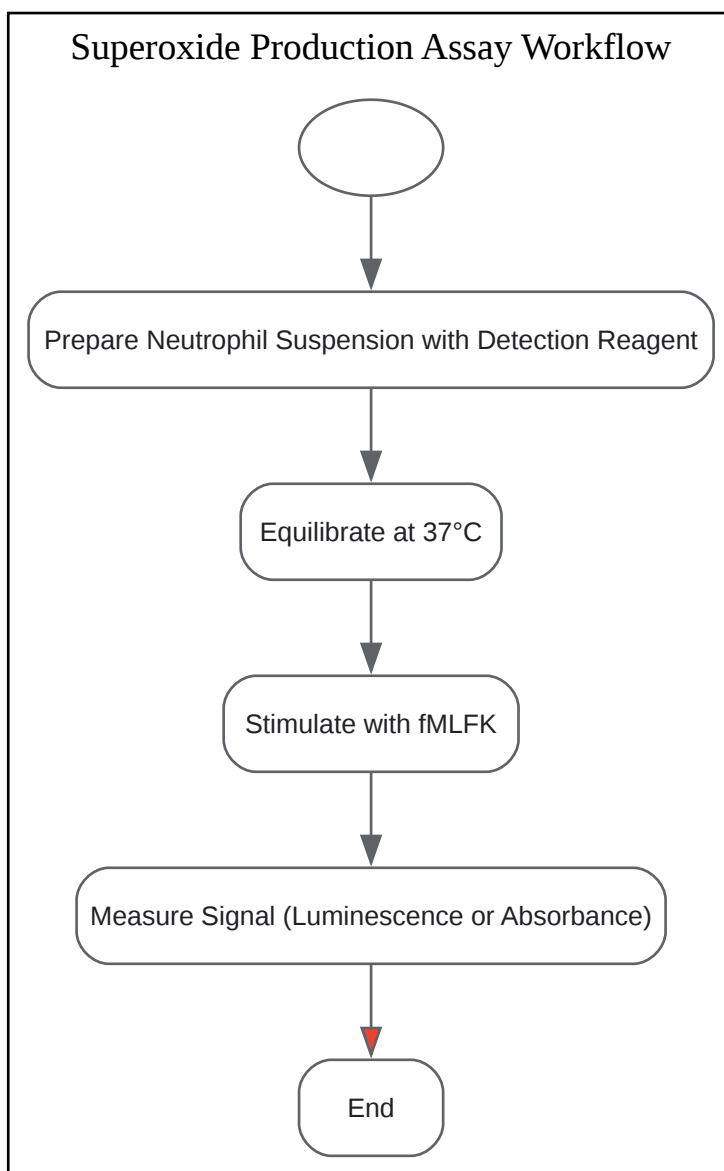 Superoxide Production Assay Workflow
Prepare Neutrophil Suspension with Detection Reagent
Equilibrate at 37°C
Stimulate with fMLFK
Measure Signal (Luminescence or Absorbance)
End